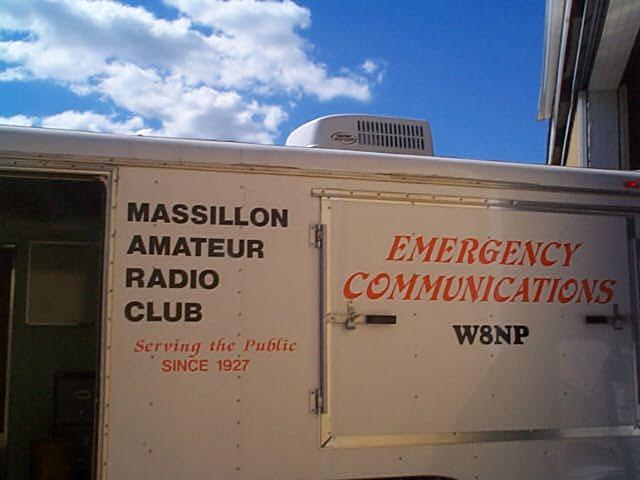 MASSILLON
AMATEUR
RADIO
CLUB
Serving the Public
SINCE 1927
EMERGENCY
COMMUNICATIONS
W8NP